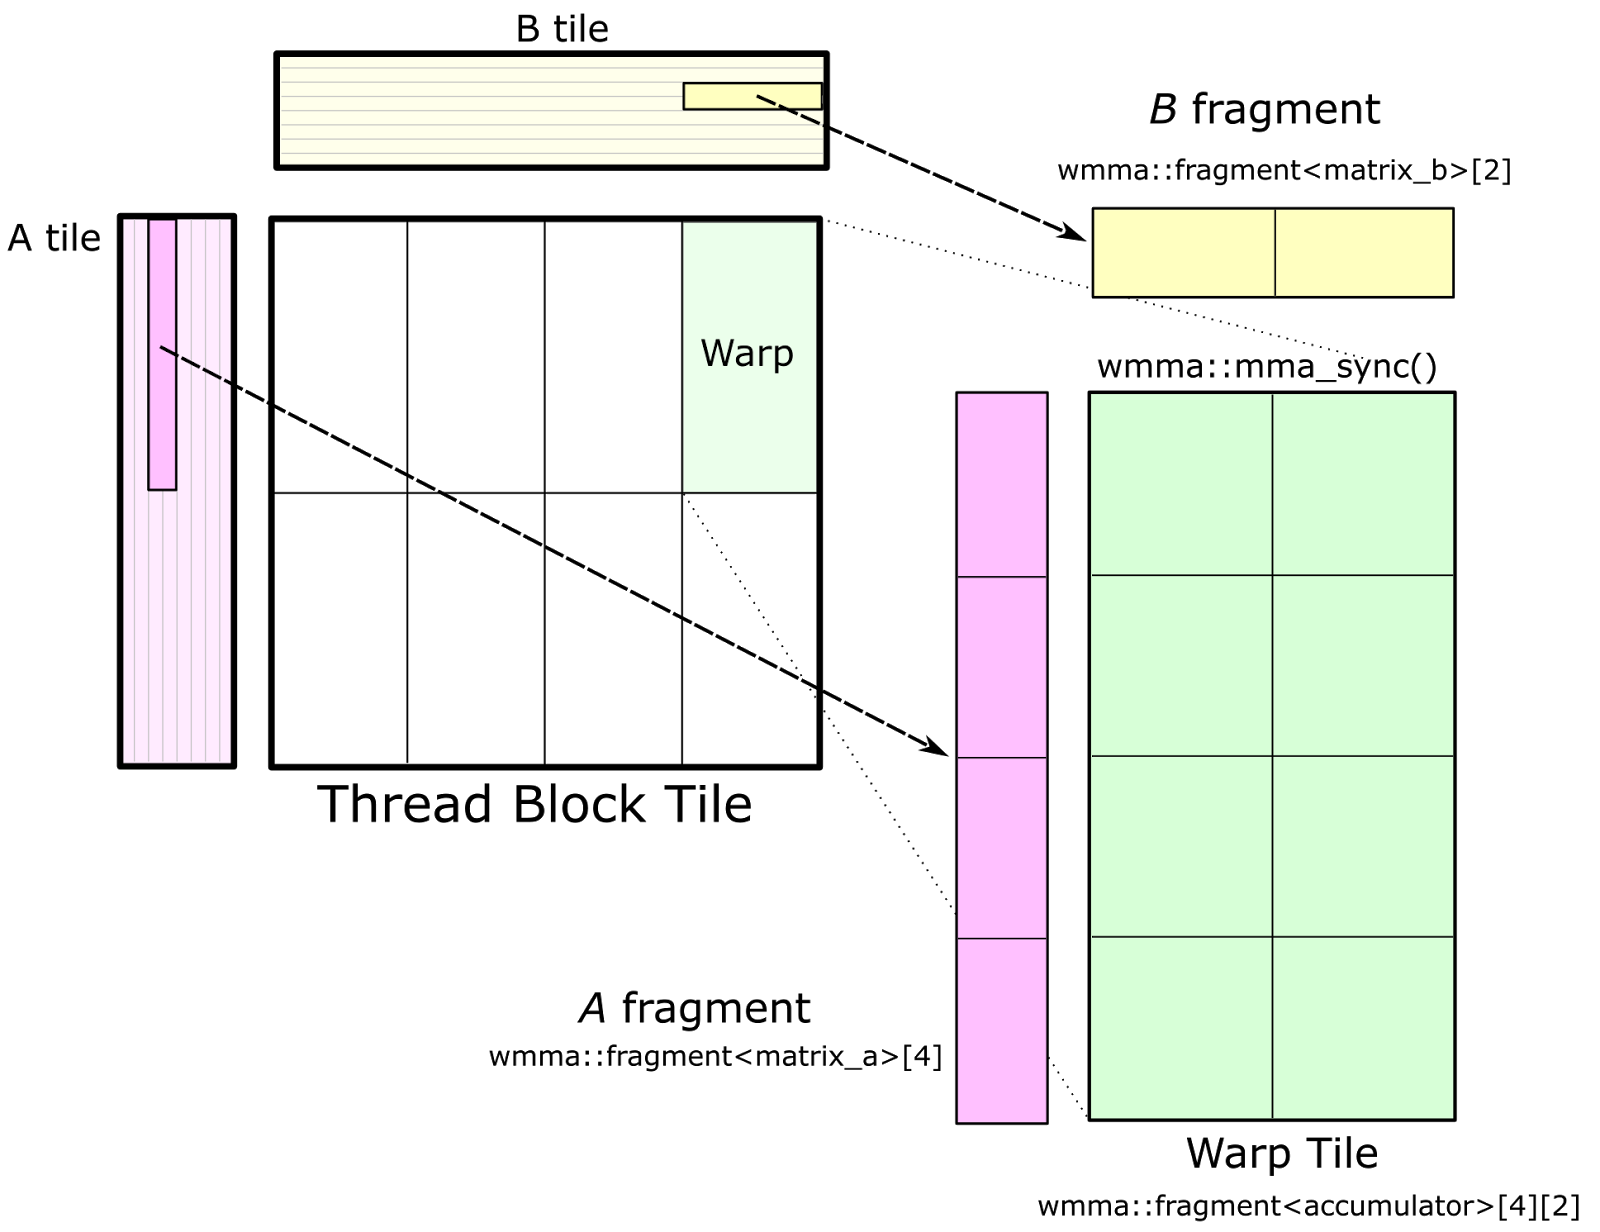 B tile
B fragment
wmma::fragment<matrix_b>[2]
A tile
Warp
wmma::mma_sync()
Thread Block Tile
A fragment
wmma::fragment<matrix_a>[4]
Warp Tile
wmma::fragment<accumulator>[4][2]